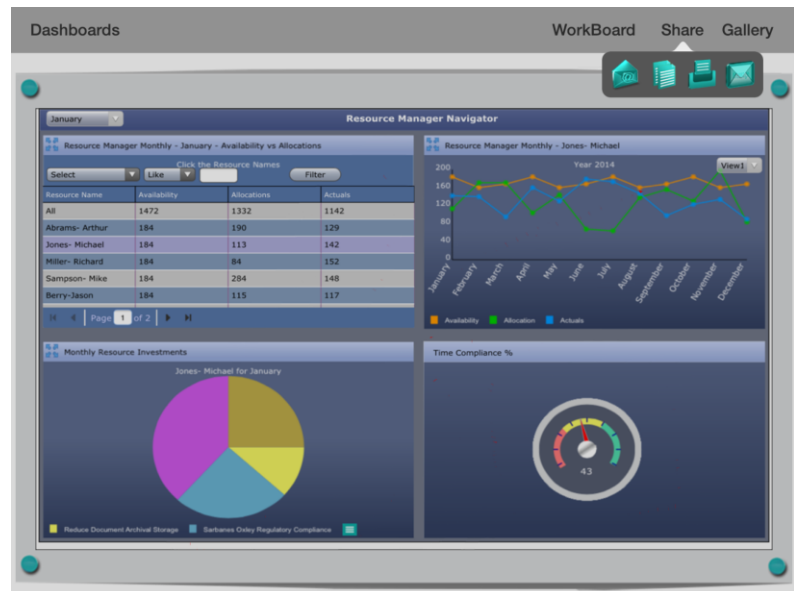 Dashboards
WorkBoard Share Gallery
January
Resource Manager Navigator
Resource Manager Monthly - January - Availability vs Allocations
Click the Resource Names
Select Like Filter
Resource Name Availability Allocations Actuals
All 1472 1332 1142
Abrams- Arthur 184 190 129
Jones- Michael 184 113 142
Miller- Richard 184 84 152
Sampson- Mike 184 284 148
Berry-Jason 184 115 117
Page 1 of 2
Resource Manager Monthly - Jones- Michael
Year 2014
View1
200
160
120
80
40
0
January February March April May June July August September October November December
Availability Allocation Actuals
Monthly Resource Investments
Jones- Michael for January
Reduce Document Archival Storage Sarbanes Oxley Regulatory Compliance
Time Compliance %
43